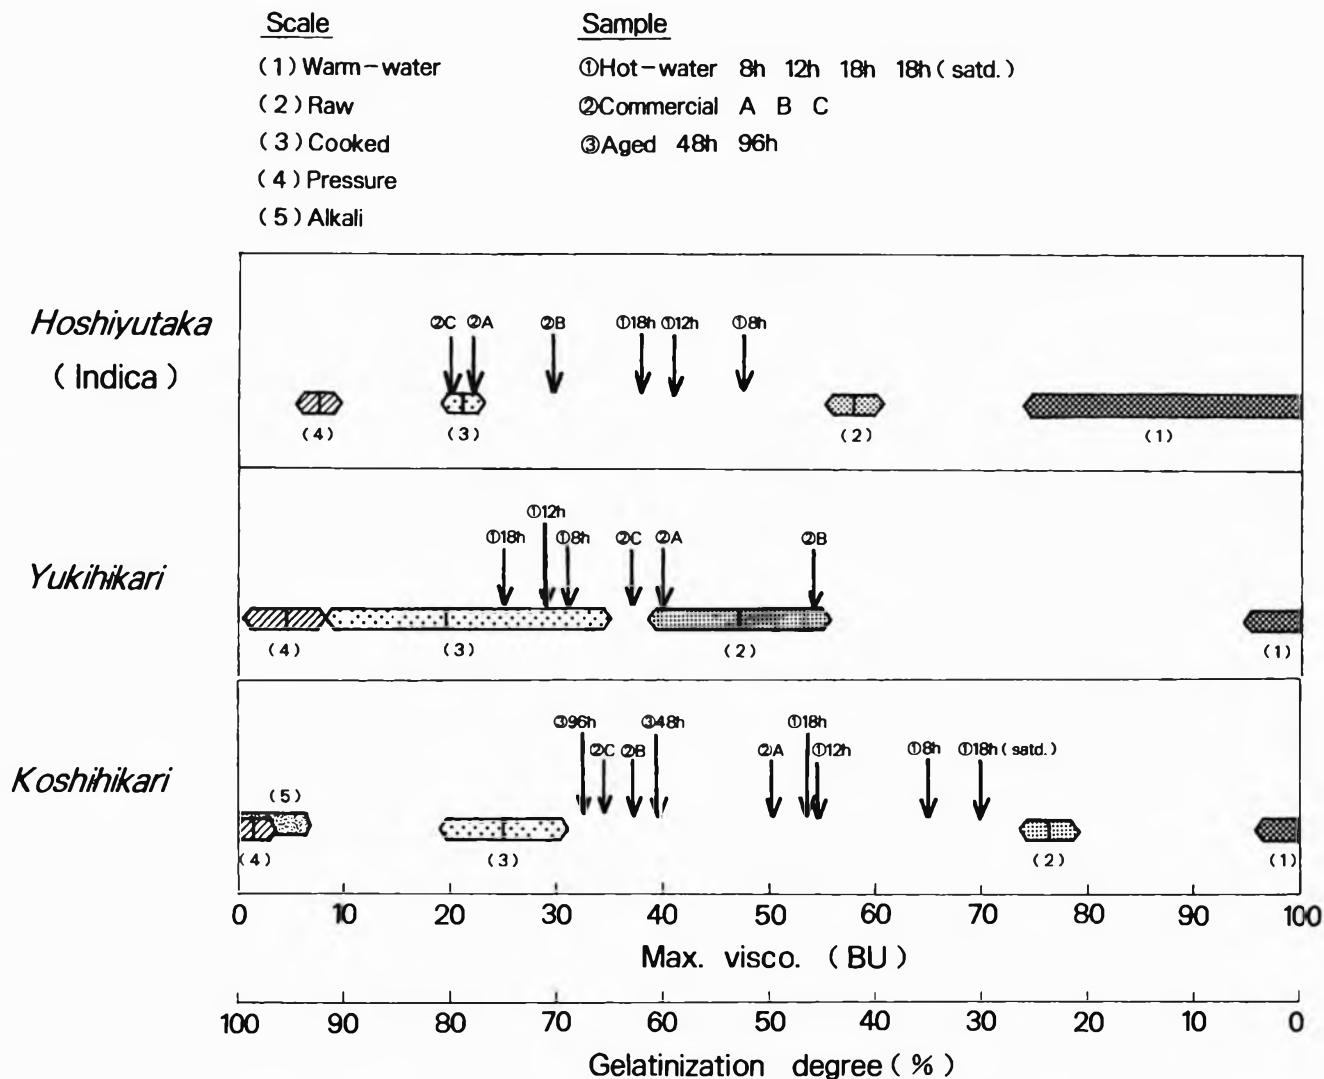 Scale
(1) Warm-water
(2) Raw
(3) Cooked
(4) Pressure
(5) Alkali
Sample
①Hot-water 8h 12h 18h 18h (satd.)
②Commercial A B C
③Aged 48h 96h
Hoshiyutaka
(Indica)
②C ②A ②B ①18h ①12h ①8h
(4) (3) (2) (1)
Yukihikari
①12h
①18h ①8h ②C ②A ②B
(4) (3) (2) (1)
Koshihikari
③96h ③48h ①18h
②C ②B ②A ①12h ①8h ①18h (satd.)
(5)
(4) (3) (2) (1)
0 10 20 30 40 50 60 70 80 90 100
Max. visco. (BU)
100 90 80 70 60 50 40 30 20 10 0
Gelatinization degree (%)